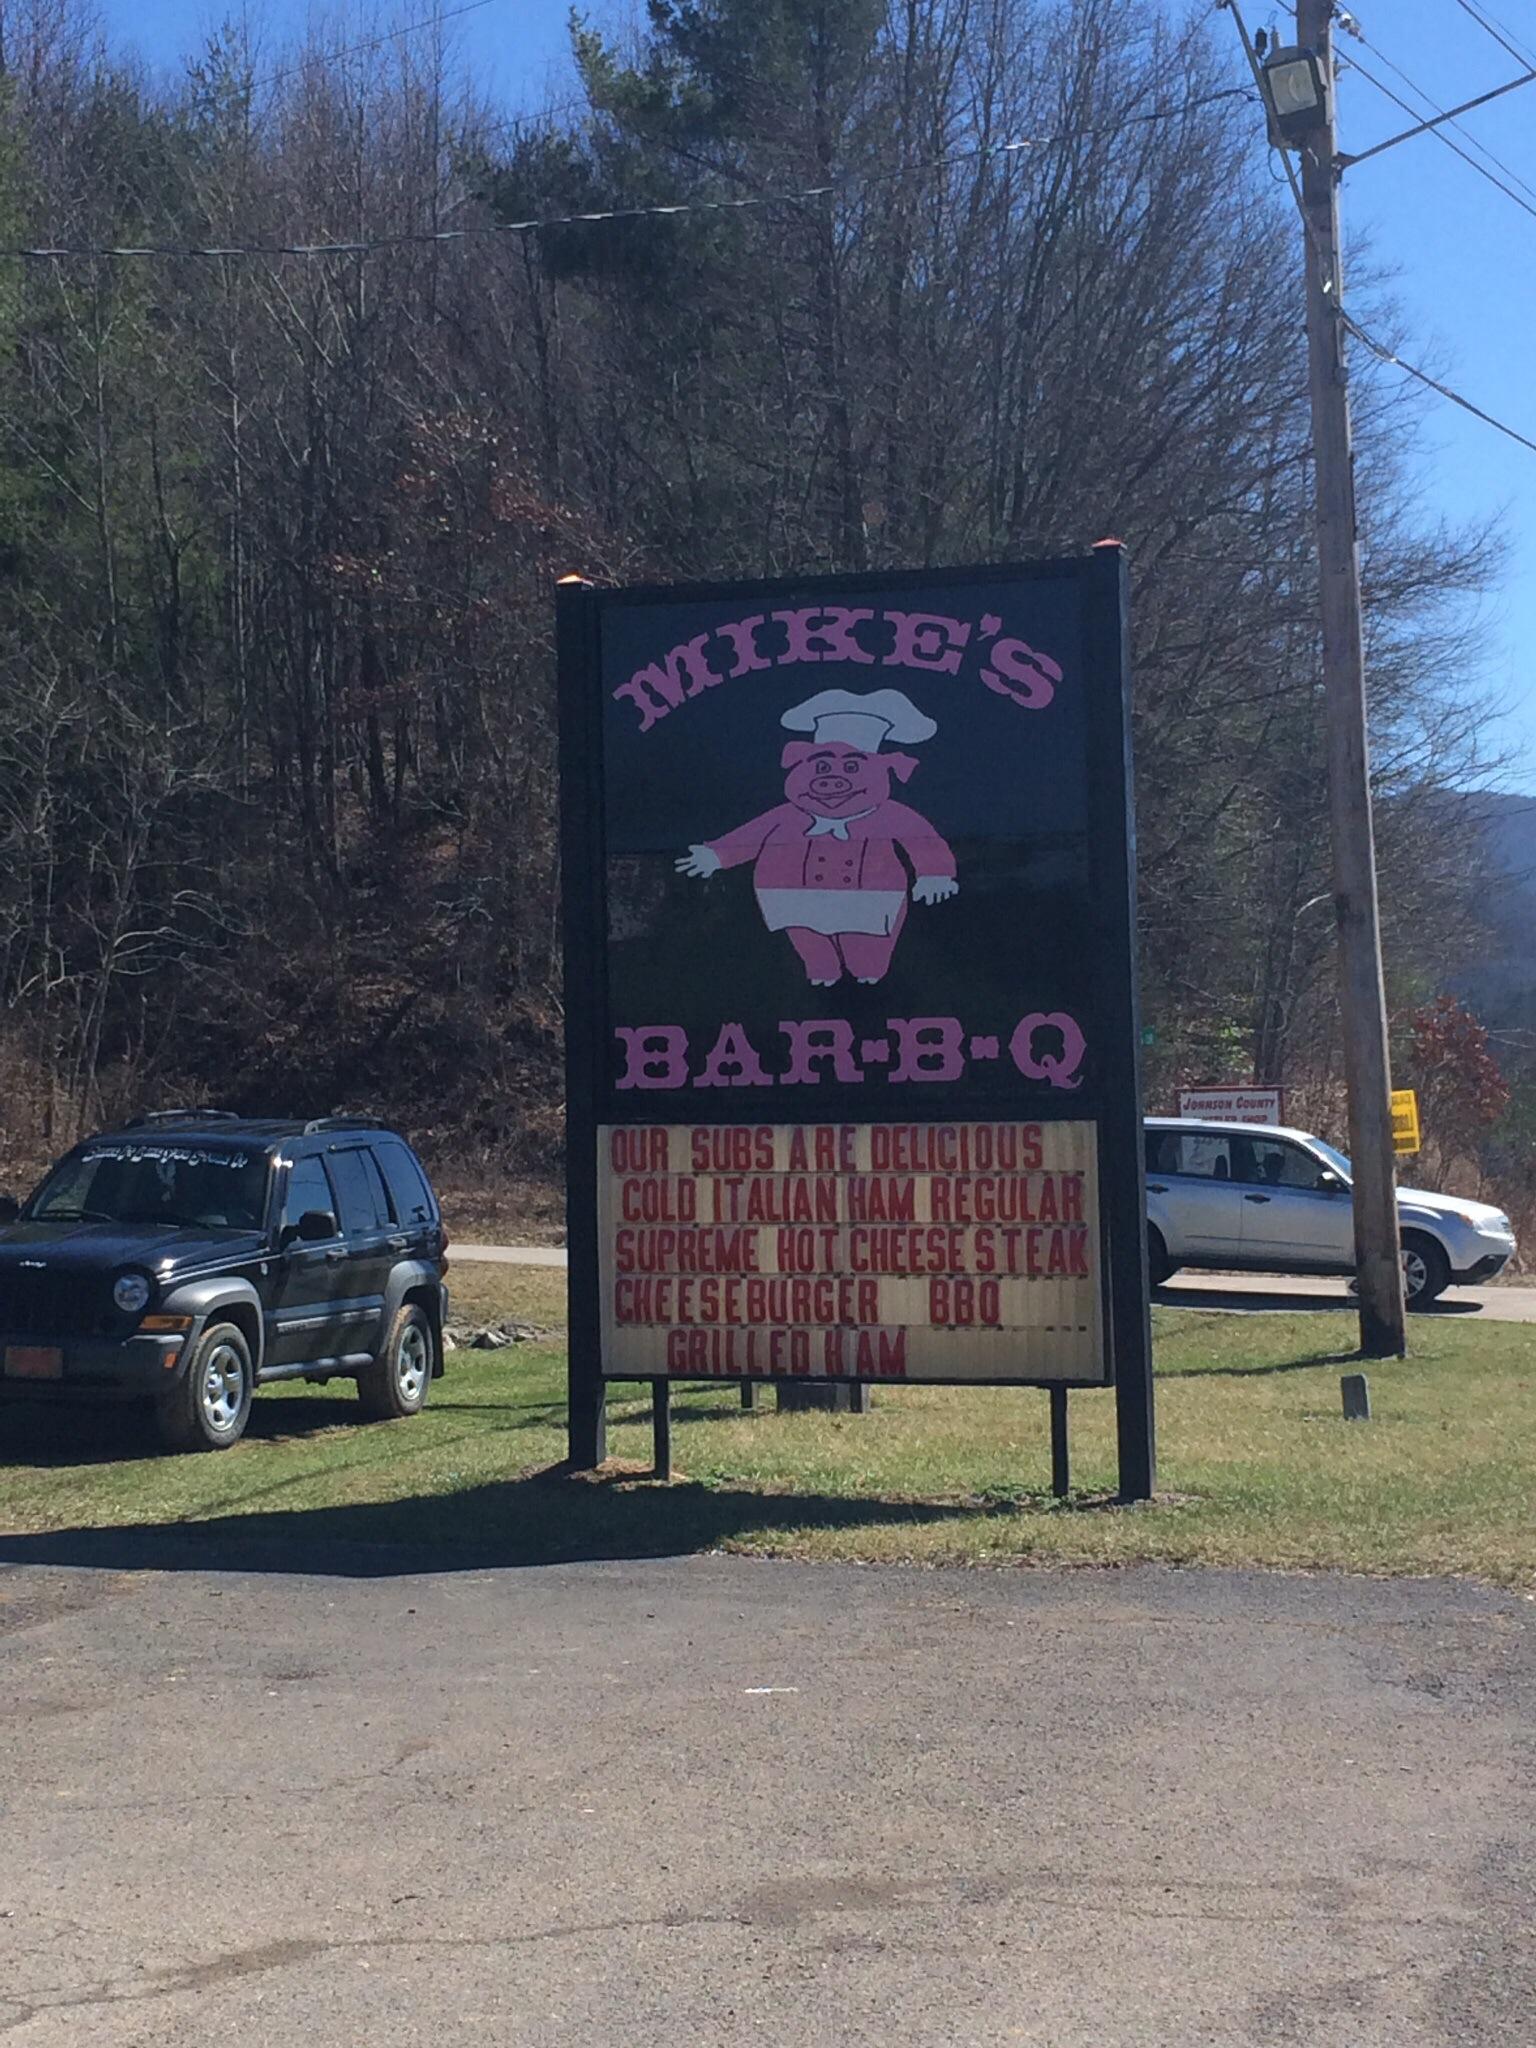 MIKE'S
BAR-B-Q
OUR SUBS ARE DELICIOUS
COLD ITALIAN HAM REGULAR
SUPREME HOT CHEESE STEAK
CHEESEBURGER BBQ
GRILLED HAM
JOHNSON COUNTY
Jeep